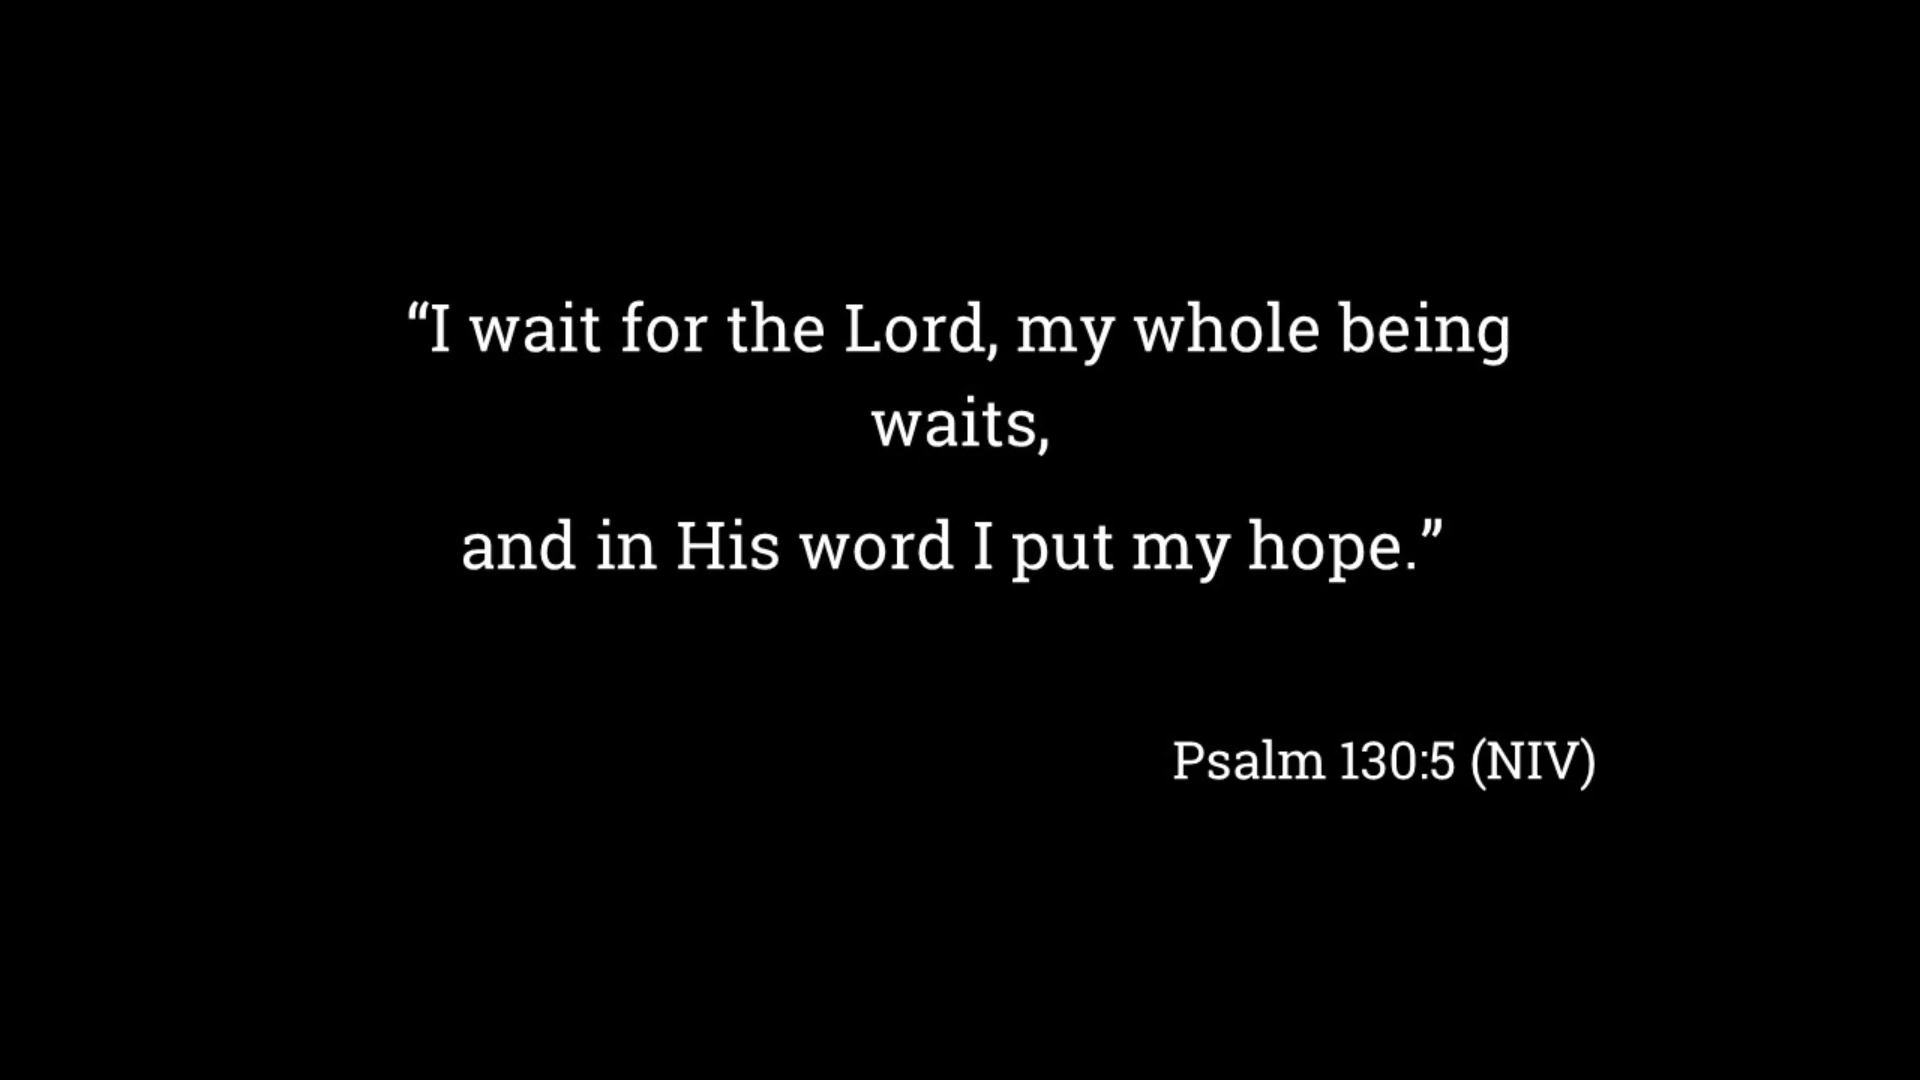 “I wait for the Lord, my whole being
waits,
and in His word I put my hope.”
Psalm 130:5 (NIV)